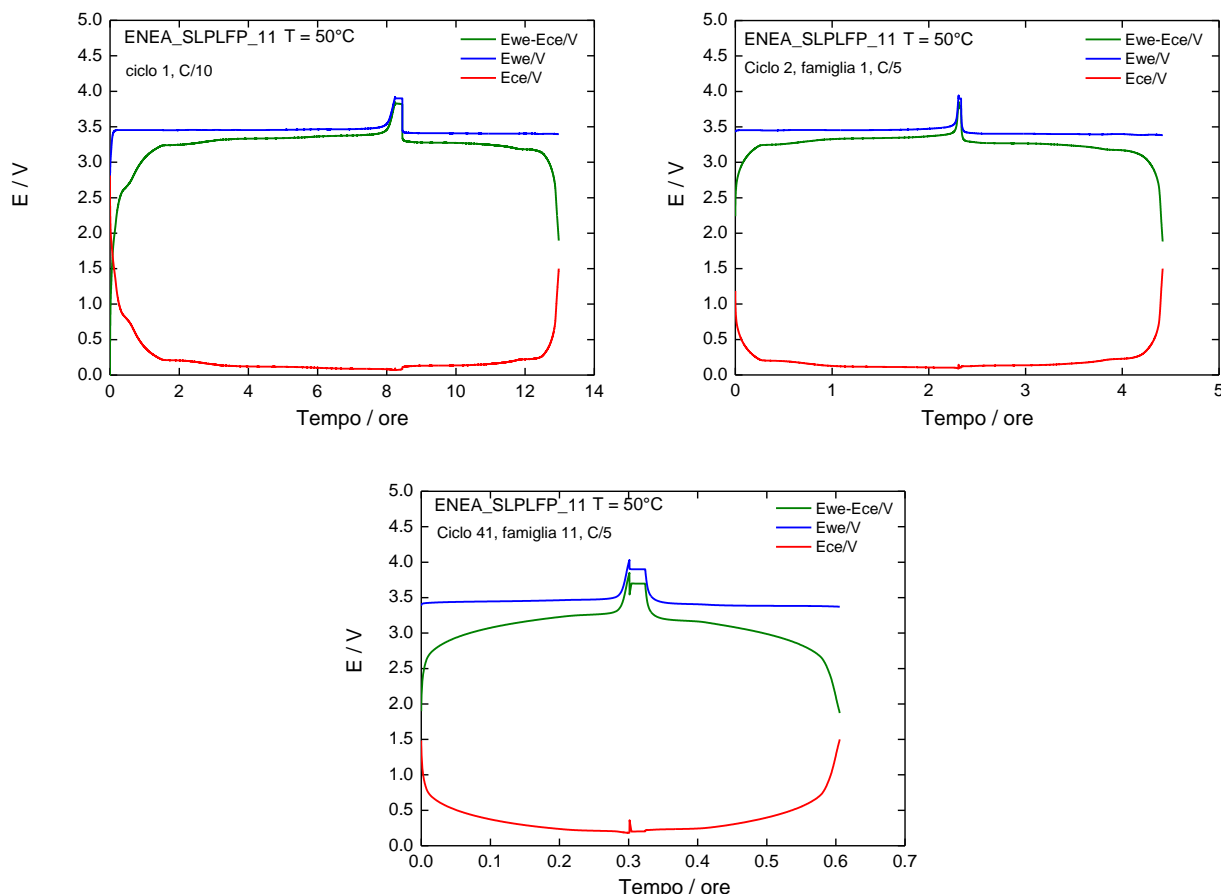 ENEA_SLPLFP_11 T = 50°C
ciclo 1, C/10
Ewe-Ece/V
Ewe/V
Ece/V
E / V
5.0
4.5
4.0
3.5
3.0
2.5
2.0
1.5
1.0
0.5
0.0
0 2 4 6 8 10 12 14
Tempo / ore
ENEA_SLPLFP_11 T = 50°C
Ciclo 2, famiglia 1, C/5
Ewe-Ece/V
Ewe/V
Ece/V
E / V
5.0
4.5
4.0
3.5
3.0
2.5
2.0
1.5
1.0
0.5
0.0
0 1 2 3 4 5
Tempo / ore
ENEA_SLPLFP_11 T = 50°C
Ciclo 41, famiglia 11, C/5
Ewe-Ece/V
Ewe/V
Ece/V
E / V
5.0
4.5
4.0
3.5
3.0
2.5
2.0
1.5
1.0
0.5
0.0
0.0 0.1 0.2 0.3 0.4 0.5 0.6 0.7
Tempo / ore